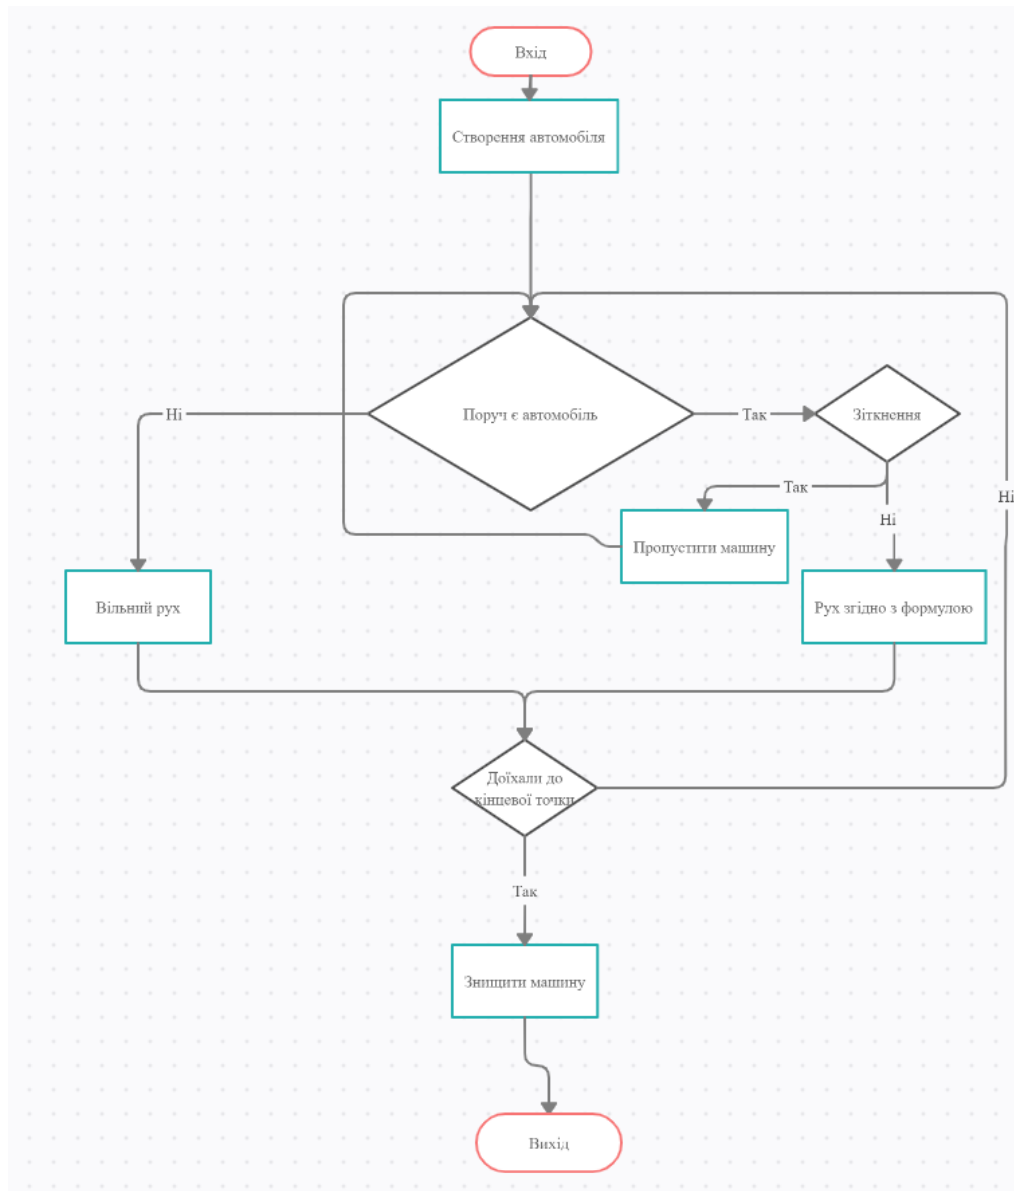 Вхід
Створення автомобіля
Поруч є автомобіль
Ні
Так
Зіткнення
Так
Ні
Ні
Пропустити машину
Вільний рух
Рух згідно з формулою
Доїхали до
кінцевої точки
Так
Знищити машину
Вихід